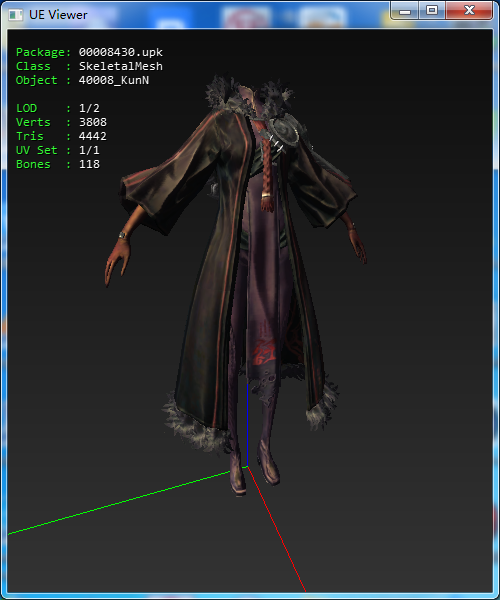 UE Viewer
Package: 00008430.upk
Class : SkeletalMesh
Object : 40008_KunN
LOD : 1/2
Verts : 3808
Tris : 4442
UV Set : 1/1
Bones : 118